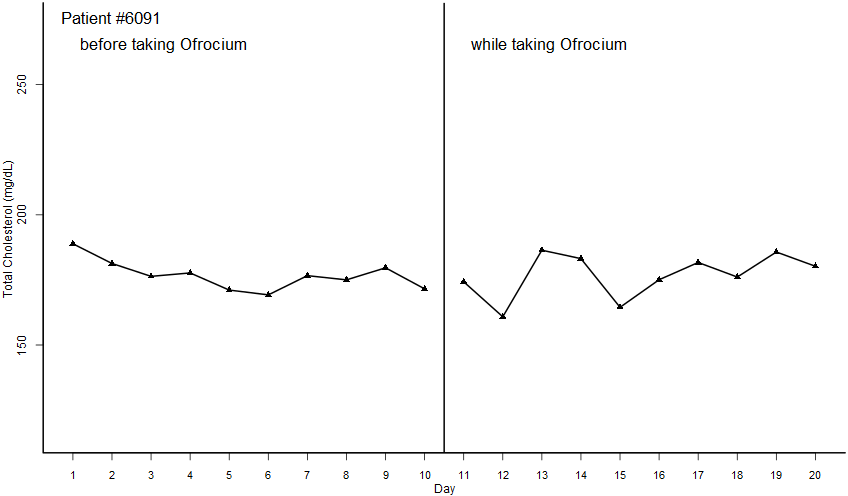 Patient #6091
before taking Ofrocium
while taking Ofrocium
Total Cholesterol (mg/dL)
250
200
150
1 2 3 4 5 6 7 8 9 10 11 12 13 14 15 16 17 18 19 20
Day